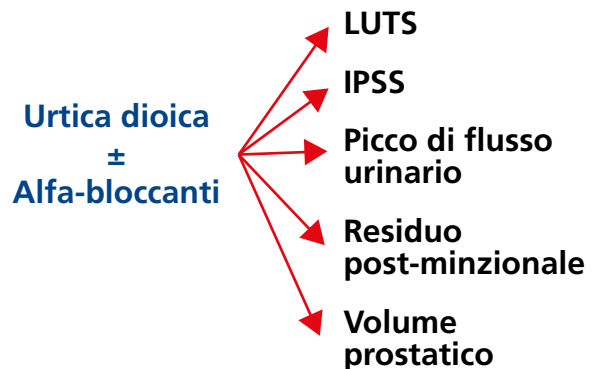 Urtica dioica
±
Alfa-bloccanti
LUTS
IPSS
Picco di flusso
urinario
Residuo
post-minzionale
Volume
prostatico